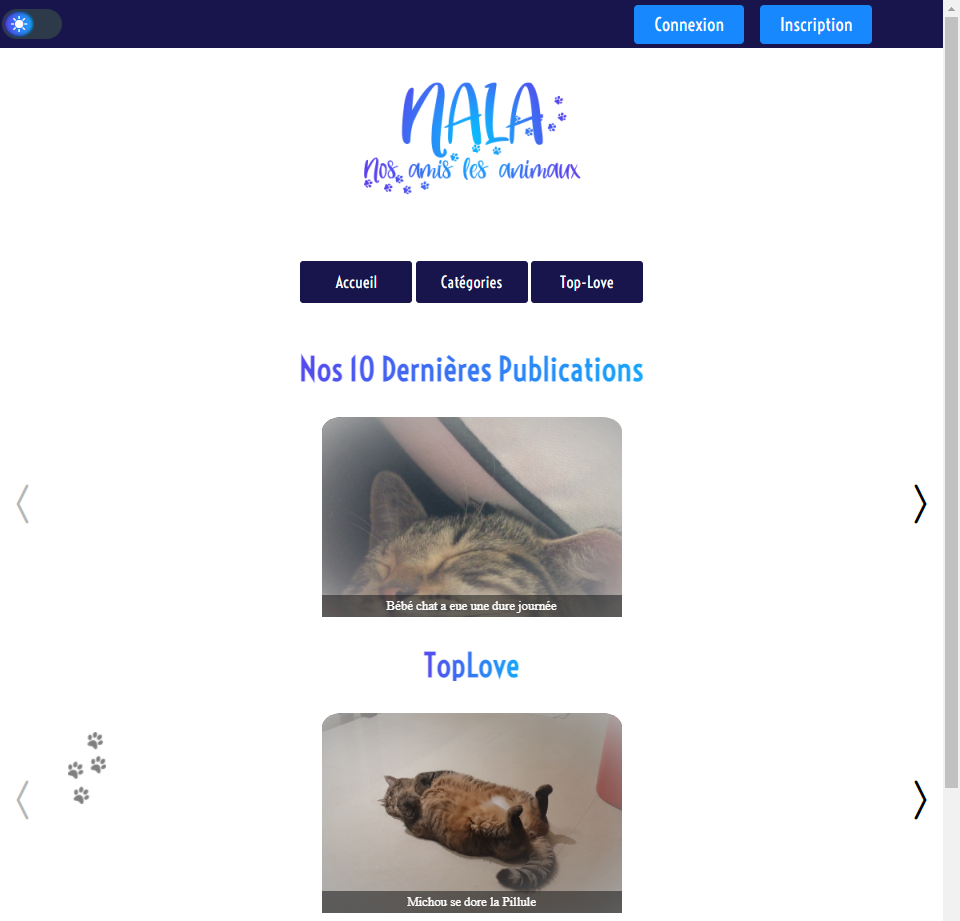 Connexion Inscription
NALA
Nos amis les animaux
Accueil Catégories Top-Love
Nos 10 Dernières Publications
Bébé chat a eue une dure journée
TopLove
Michou se dore la Pillule